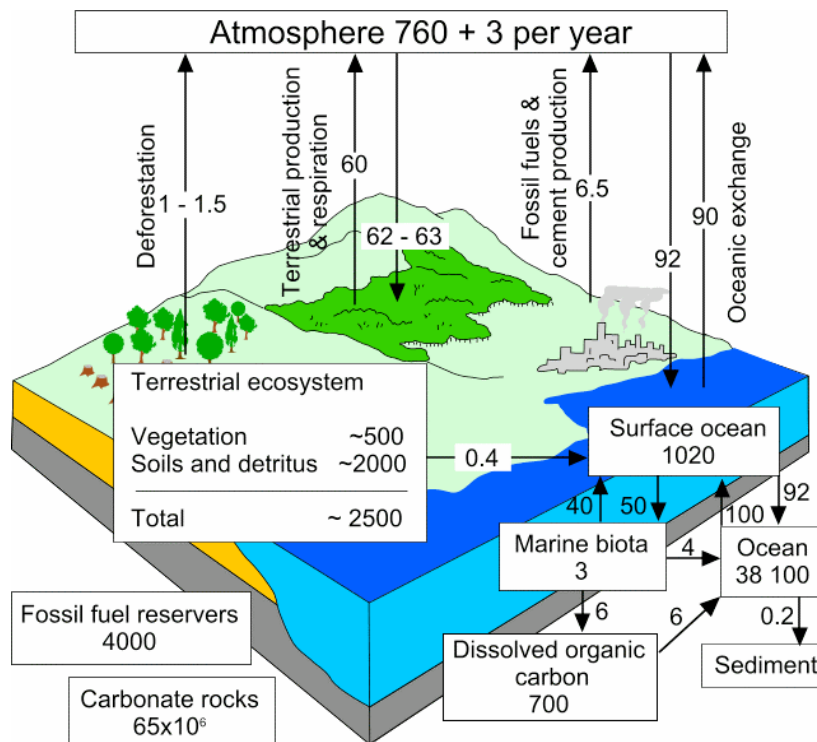 Atmosphere 760 + 3 per year
Deforestation
1 - 1.5
Terrestrial production
& respiration
60
62 - 63
Fossil fuels &
cement production
6.5
92
90
Oceanic exchange
Terrestrial ecosystem
Vegetation ~500
Soils and detritus ~2000
Total ~ 2500
0.4
Surface ocean
1020
40
50
100
92
Marine biota
3
4
Ocean
38 100
6
6
0.2
Dissolved organic
carbon
700
Sediment
Fossil fuel reservers
4000
Carbonate rocks
65x10⁶